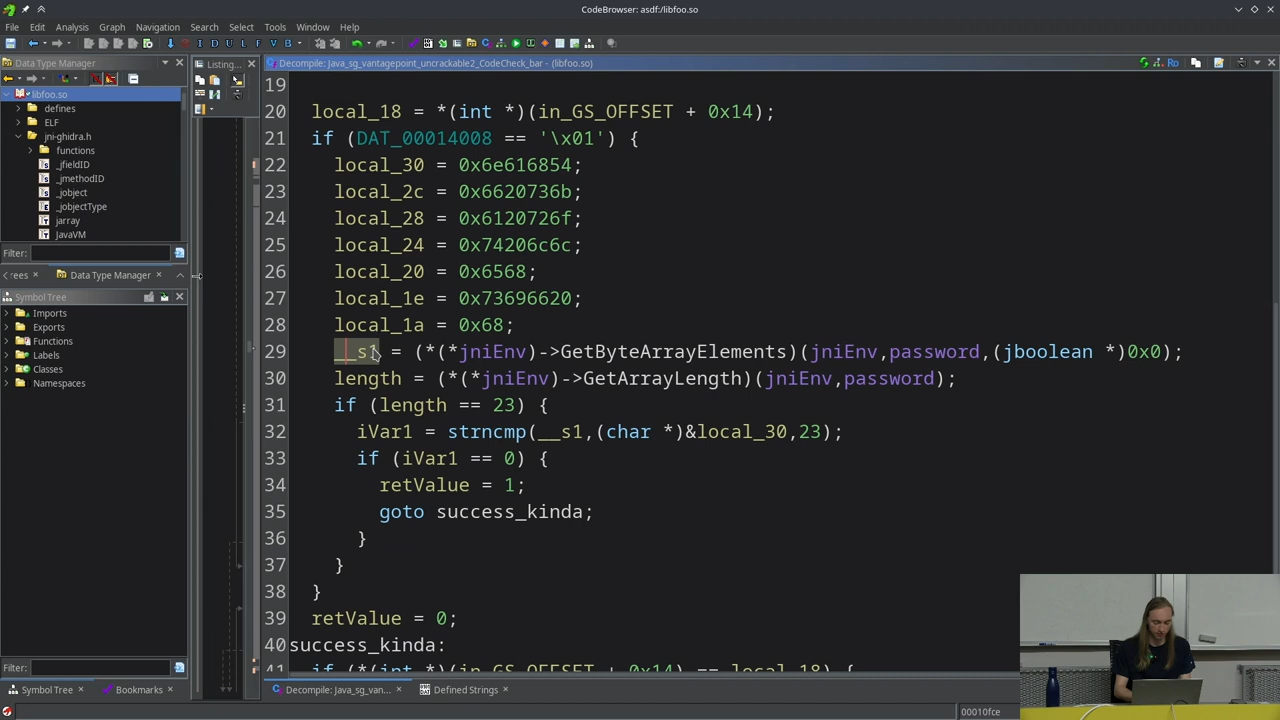 CodeBrowser: asdf:/libfoo.so
File Edit Analysis Graph Navigation Search Select Tools Window Help
I D U L F V B
Data Type Manager
libfoo.so
defines
ELF
jni-ghidra.h
functions
_jfieldID
_jmethodID
_jobject
_jobjectType
jarray
JavaVM
Filter:
rees Data Type Manager
Symbol Tree
Imports
Exports
Functions
Labels
Classes
Namespaces
Filter:
Symbol Tree Bookmarks
Listing...
Decompile: Java_sg_vantagepoint_uncrackable2_CodeCheck_bar - (libfoo.so)
Ro
19
20 local_18 = *(int *)(in_GS_OFFSET + 0x14);
21 if (DAT_00014008 == '\x01') {
22 local_30 = 0x6e616854;
23 local_2c = 0x6620736b;
24 local_28 = 0x6120726f;
25 local_24 = 0x74206c6c;
26 local_20 = 0x6568;
27 local_1e = 0x73696620;
28 local_1a = 0x68;
29 __s1 = (*(*jniEnv)->GetByteArrayElements)(jniEnv,password,(jboolean *)0x0);
30 length = (*(*jniEnv)->GetArrayLength)(jniEnv,password);
31 if (length == 23) {
32 iVar1 = strncmp(__s1,(char *)&local_30,23);
33 if (iVar1 == 0) {
34 retValue = 1;
35 goto success_kinda;
36 }
37 }
38 }
39 retValue = 0;
40 success_kinda:
41 if (*(int *)(in_GS_OFFSET + 0x14) == local_18) {
Decompile: Java_sg_van... Defined Strings
00010fce